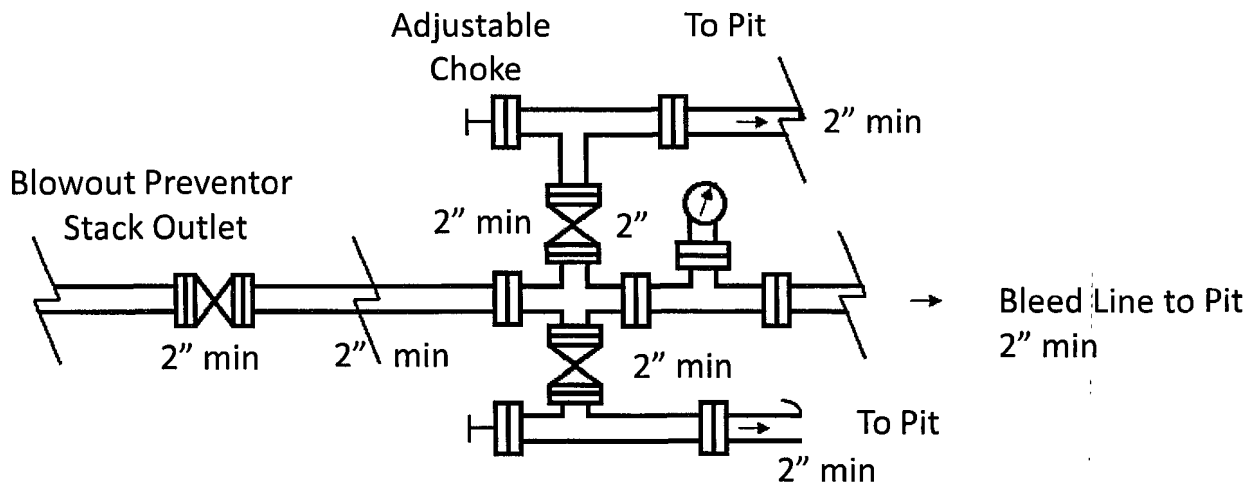 Adjustable
Choke
To Pit
2” min
Blowout Preventor
Stack Outlet
2” min
2”
Bleed Line to Pit
2” min
2” min
2” min
2” min
To Pit
2” min